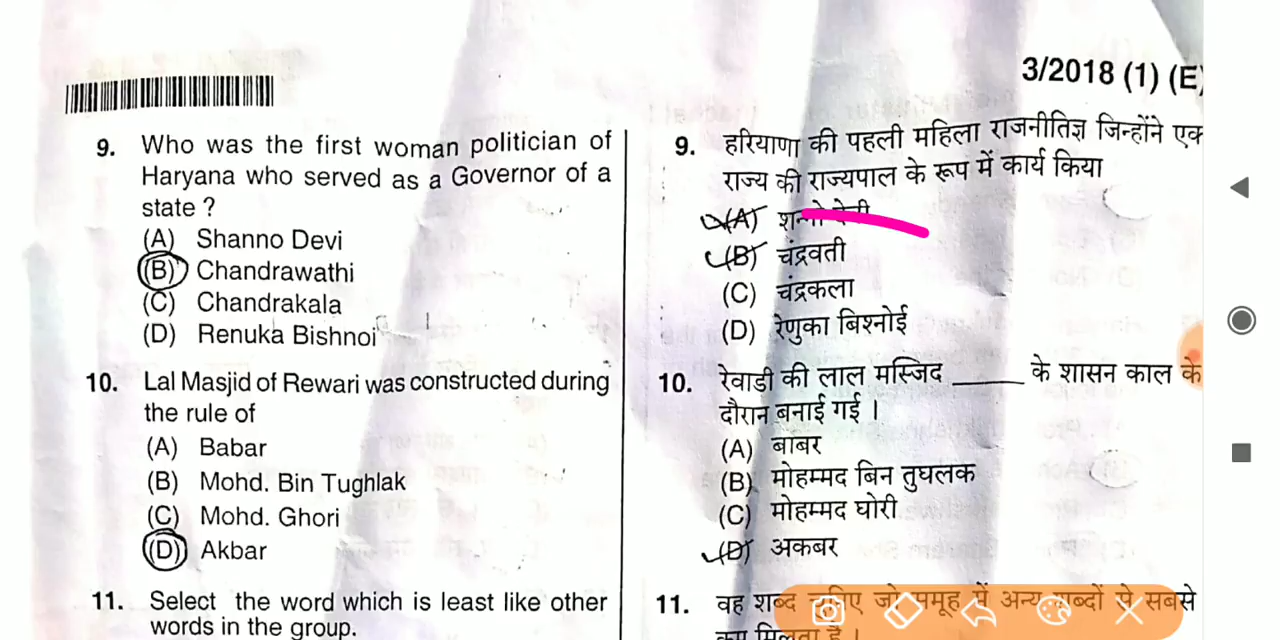 3/2018 (1) (E)
9. Who was the first woman politician of
Haryana who served as a Governor of a
state ?
(A) Shanno Devi
(B) Chandrawathi
(C) Chandrakala
(D) Renuka Bishnoi
10. Lal Masjid of Rewari was constructed during
the rule of
(A) Babar
(B) Mohd. Bin Tughlak
(C) Mohd. Ghori
(D) Akbar
11. Select the word which is least like other
words in the group.
9. हरियाणा की पहली महिला राजनीतिज्ञ जिन्होंने एक
राज्य की राज्यपाल के रूप में कार्य किया
(A) शन्नो देवी
(B) चंद्रवती
(C) चंद्रकला
(D) रेणुका बिश्नोई
10. रेवाडी की लाल मस्जिद ______ के शासन काल के
दौरान बनाई गई ।
(A) बाबर
(B) मोहम्मद बिन तुघलक
(C) मोहम्मद घोरी
(D) अकबर
11. वह शब्द जो समूह में अन्य शब्दों से सबसे